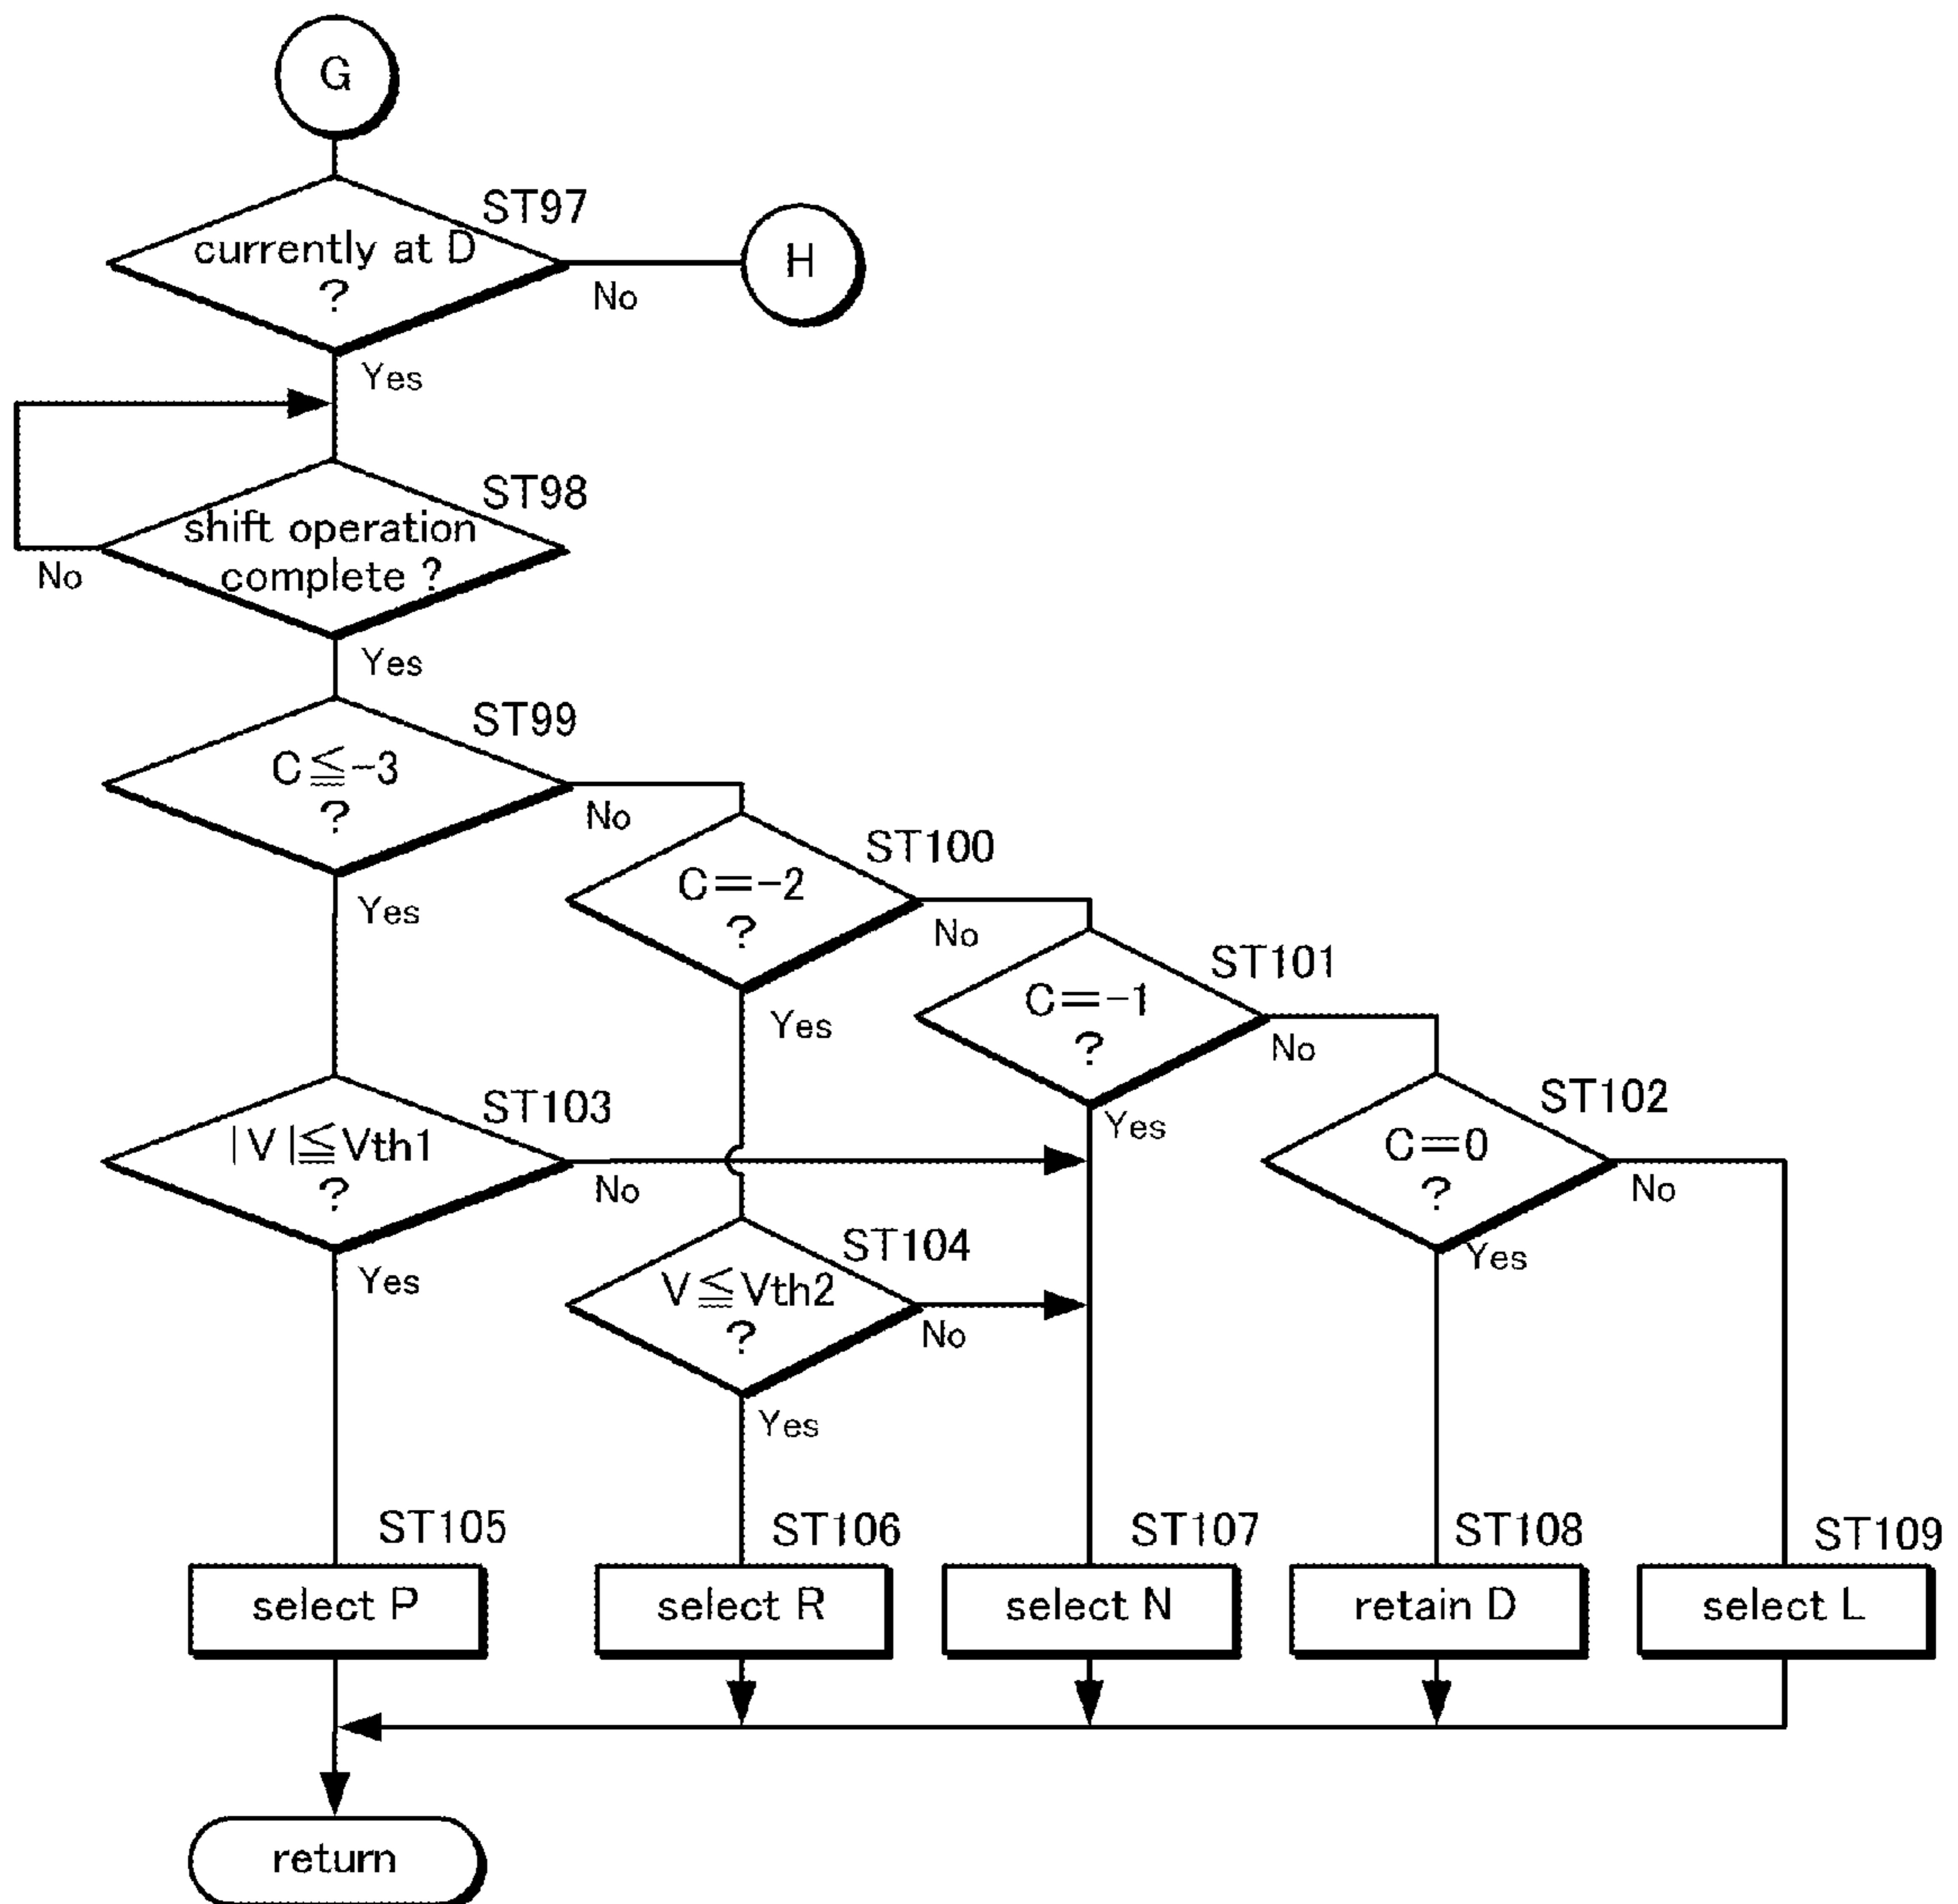 G
ST97
currently at D
?
No
H
Yes
ST98
shift operation
complete ?
No
Yes
ST99
C≦-3
?
No
Yes
ST100
C=-2
?
No
Yes
ST101
C=-1
?
No
Yes
ST102
C=0
?
No
Yes
ST103
|V|≦Vth1
?
No
Yes
ST104
V≦Vth2
?
No
Yes
ST105
select P
ST106
select R
ST107
select N
ST108
retain D
ST109
select L
return